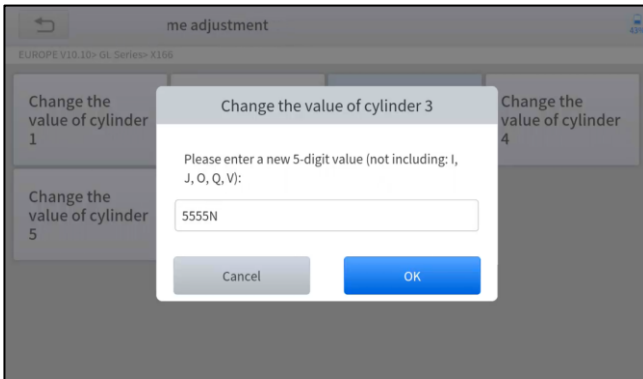 me adjustment
EUROPE V10.10> GL Series> X166
Change the
value of cylinder
1
Change the
value of cylinder
4
Change the
value of cylinder
5
Change the value of cylinder 3
Please enter a new 5-digit value (not including: I,
J, O, Q, V):
5555N
Cancel
OK